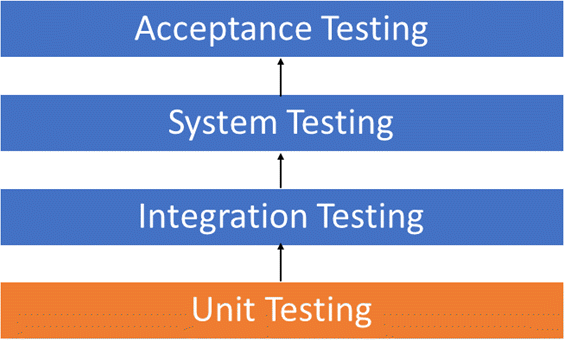 Acceptance Testing
System Testing
Integration Testing
Unit Testing